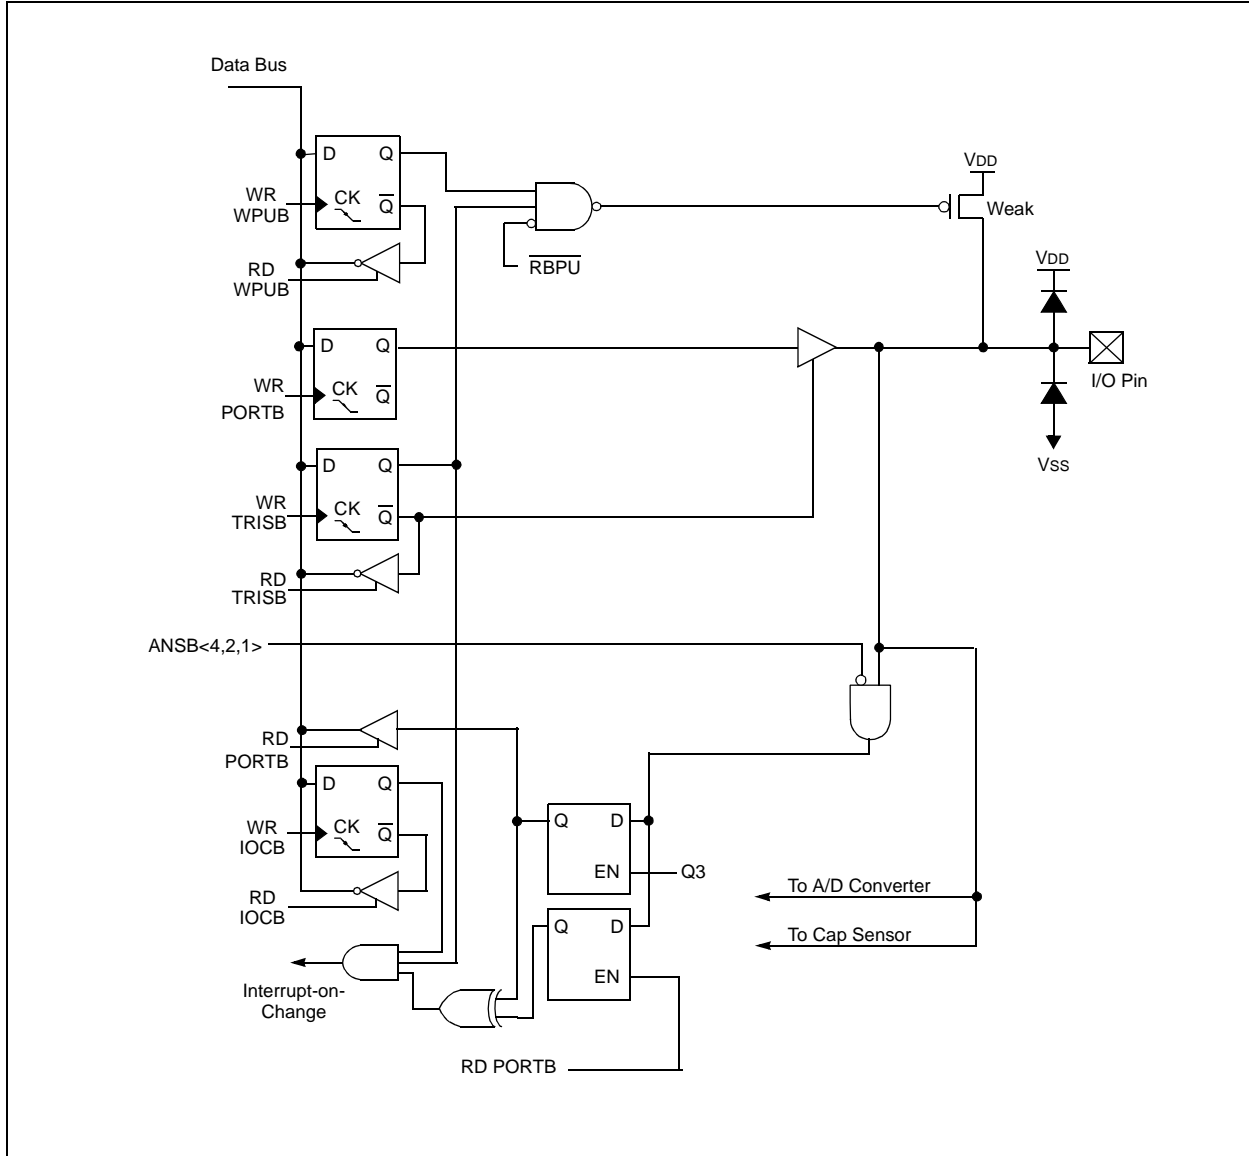 Data Bus
D Q
WR
WPUB
CK
Q̅
RD
WPUB
R̅B̅P̅U̅
VDD
Weak
VDD
I/O Pin
VSS
D Q
WR
PORTB
CK
Q̅
D Q
WR
TRISB
CK
Q̅
RD
TRISB
ANSB<4,2,1>
RD
PORTB
D Q
WR
IOCB
CK
Q̅
RD
IOCB
Q D
EN
Q3
Q D
EN
To A/D Converter
To Cap Sensor
Interrupt-on-
Change
RD PORTB